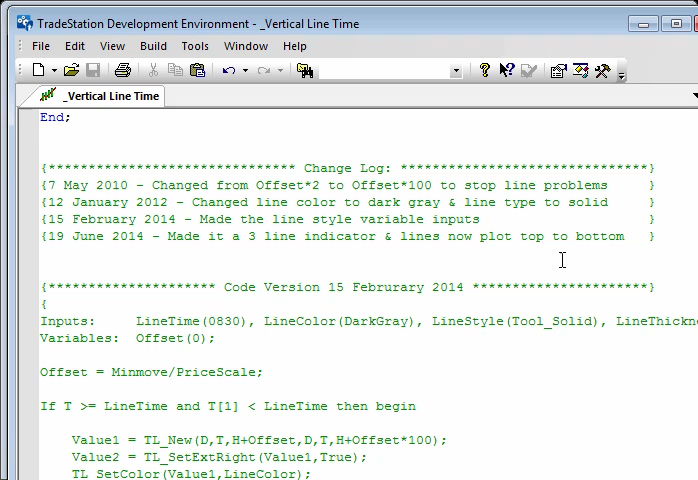 TradeStation Development Environment - _Vertical Line Time
File Edit View Build Tools Window Help
_Vertical Line Time
End;
{******************************* Change Log: *******************************}
{7 May 2010 - Changed from Offset*2 to Offset*100 to stop line problems }
{12 January 2012 - Changed line color to dark gray & line type to solid }
{15 February 2014 - Made the line style variable inputs }
{19 June 2014 - Made it a 3 line indicator & lines now plot top to bottom }
{********************* Code Version 15 Februrary 2014 **********************}
{
Inputs: LineTime(0830), LineColor(DarkGray), LineStyle(Tool_Solid), LineThickn
Variables: Offset(0);
Offset = Minmove/PriceScale;
If T >= LineTime and T[1] < LineTime then begin
Value1 = TL_New(D,T,H+Offset,D,T,H+Offset*100);
Value2 = TL_SetExtRight(Value1,True);
TL_SetColor(Value1,LineColor);